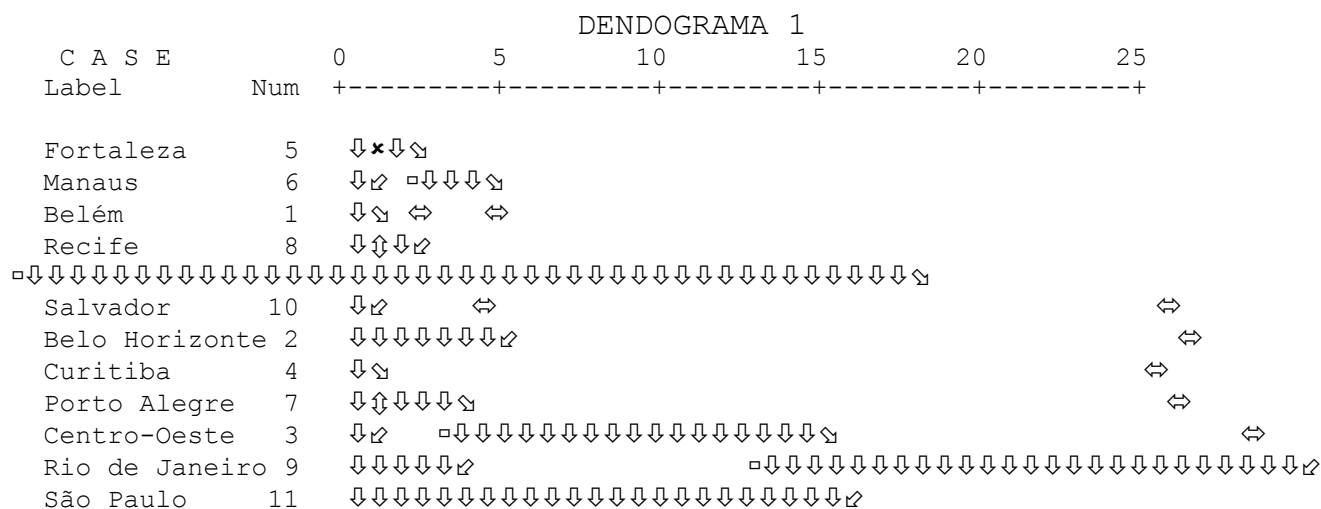 DENDOGRAMA 1
C A S E 0 5 10 15 20 25
Label Num +---------+---------+---------+---------+---------+
Fortaleza 5 ⇩×⇩⬂
Manaus 6 ⇩⬃ ▫⇩⇩⇩⬂
Belém 1 ⇩⬂ ⬄ ⬄
Recife 8 ⇩⇳⇩⬃
▫⇩⇩⇩⇩⇩⇩⇩⇩⇩⇩⇩⇩⇩⇩⇩⇩⇩⇩⇩⇩⇩⇩⇩⇩⇩⇩⇩⇩⇩⇩⇩⇩⇩⇩⇩⇩⇩⇩⇩⇩⇩⬂
Salvador 10 ⇩⬃ ⬄ ⬄
Belo Horizonte 2 ⇩⇩⇩⇩⇩⇩⇩⬃ ⬄
Curitiba 4 ⇩⬂ ⬄
Porto Alegre 7 ⇩⇳⇩⇩⇩⬂ ⬄
Centro-Oeste 3 ⇩⬃ ▫⇩⇩⇩⇩⇩⇩⇩⇩⇩⇩⇩⇩⇩⇩⇩⇩⇩⬂ ⬄
Rio de Janeiro 9 ⇩⇩⇩⇩⇩⬃ ▫⇩⇩⇩⇩⇩⇩⇩⇩⇩⇩⇩⇩⇩⇩⇩⇩⇩⇩⇩⇩⇩⇩⇩⇩⇩⬃
São Paulo 11 ⇩⇩⇩⇩⇩⇩⇩⇩⇩⇩⇩⇩⇩⇩⇩⇩⇩⇩⇩⇩⇩⇩⇩⬃